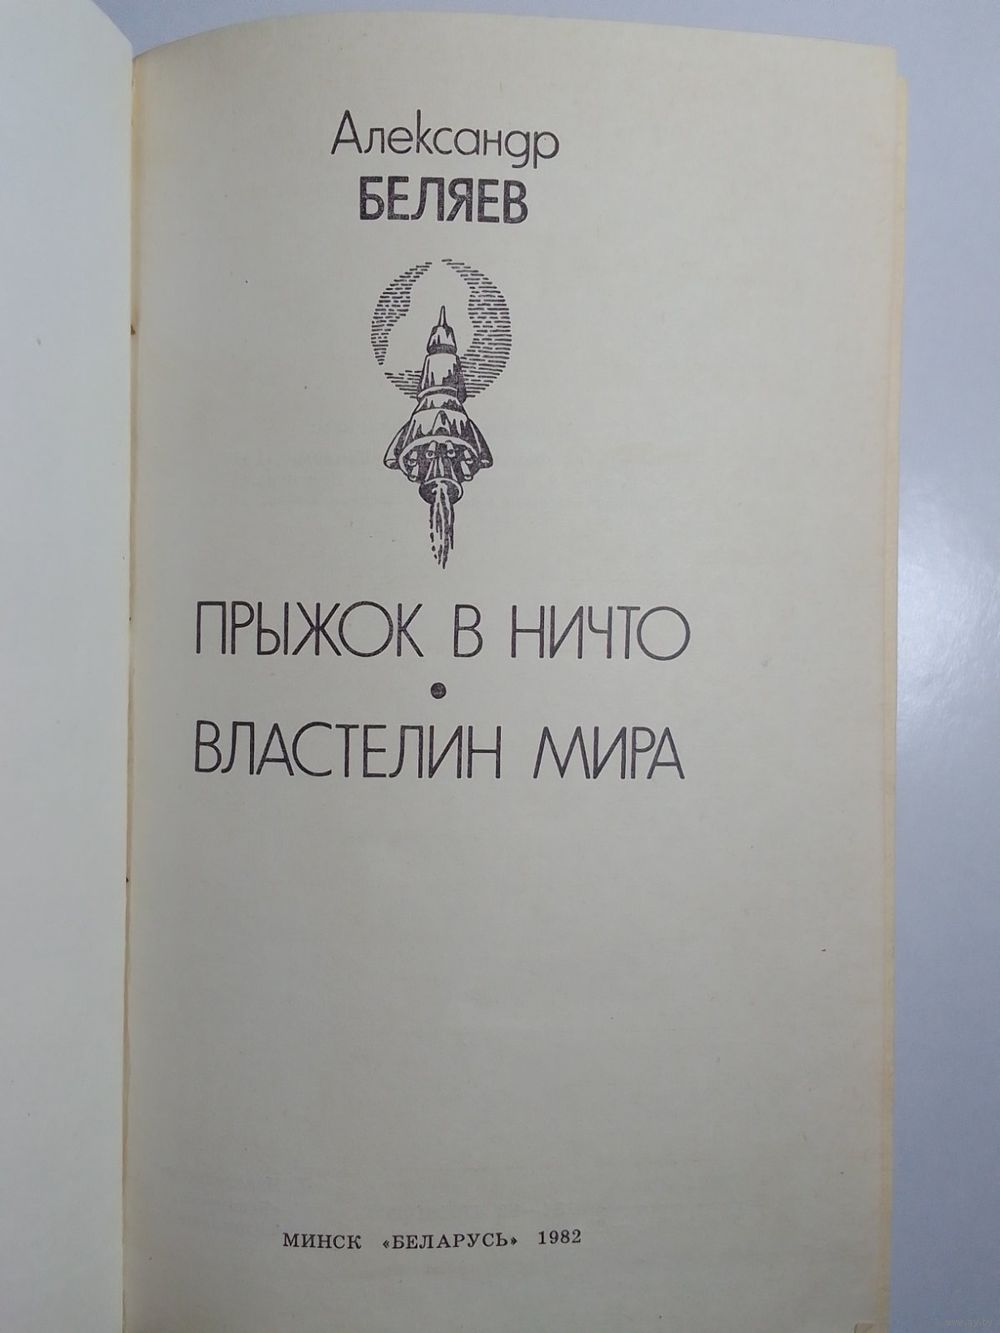 Александр
БЕЛЯЕВ
ПРЫЖОК В НИЧТО
•
ВЛАСТЕЛИН МИРА
МИНСК «БЕЛАРУСЬ» 1982